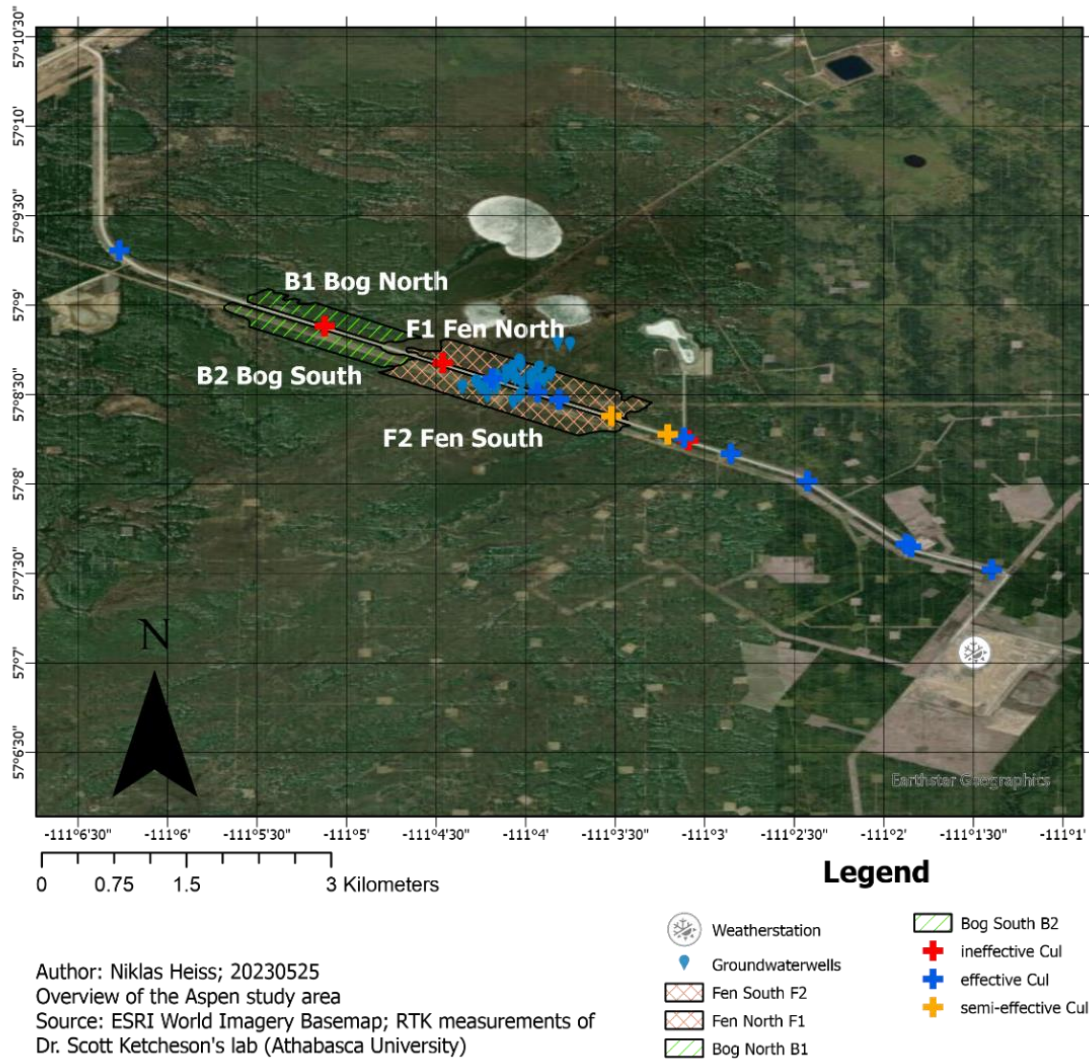 57°10'30"
57°10'
57°9'30"
57°9'
57°8'30"
57°8'
57°7'30"
57°7'
57°6'30"
B1 Bog North
F1 Fen North
B2 Bog South
F2 Fen South
N
Earthstar Geographics
-111°6'30"
-111°6'
-111°5'30"
-111°5'
-111°4'30"
-111°4'
-111°3'30"
-111°3'
-111°2'30"
-111°2'
-111°1'30"
-111°1'
0 0.75 1.5 3 Kilometers
Legend
Weatherstation
Groundwaterwells
Fen South F2
Fen North F1
Bog North B1
Bog South B2
ineffective Cul
effective Cul
semi-effective Cul
Author: Niklas Heiss; 20230525
Overview of the Aspen study area
Source: ESRI World Imagery Basemap; RTK measurements of
Dr. Scott Ketcheson's lab (Athabasca University)